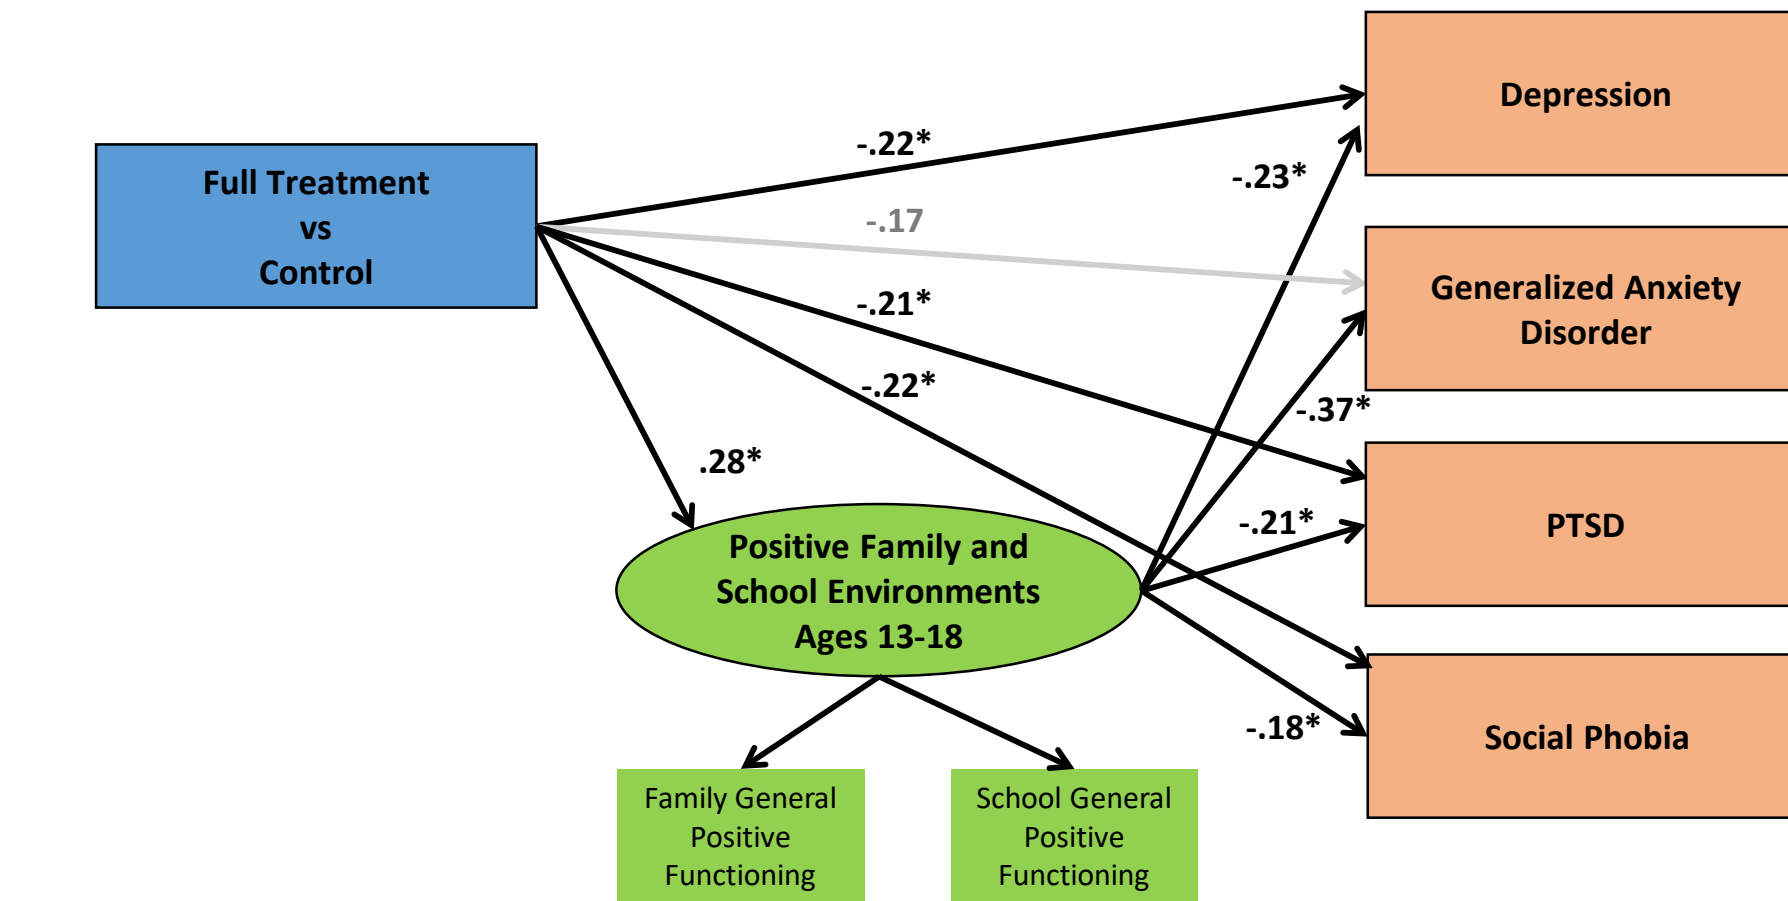 Full Treatment
vs
Control
-.22*
-.17
-.21*
-.22*
.28*
Positive Family and
School Environments
Ages 13-18
Family General
Positive
Functioning
School General
Positive
Functioning
-.23*
-.37*
-.21*
-.18*
Depression
Generalized Anxiety
Disorder
PTSD
Social Phobia